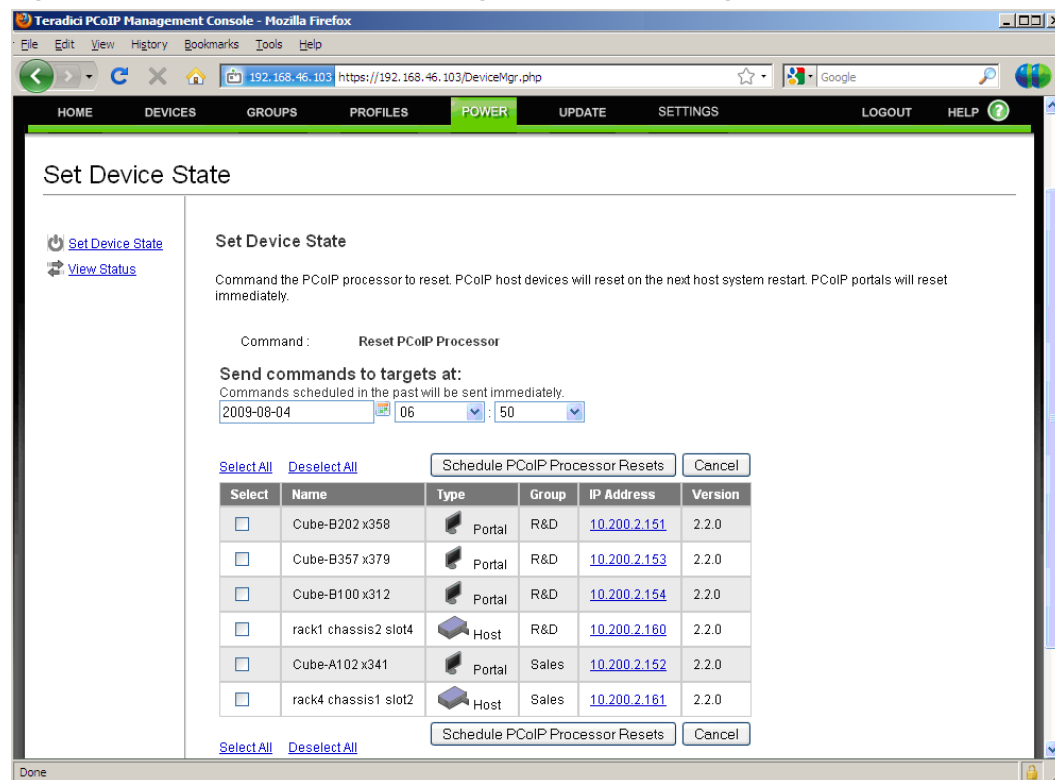 Teradici PCoIP Management Console - Mozilla Firefox
File Edit View History Bookmarks Tools Help
192.168.46.103 https://192.168.46.103/DeviceMgr.php Google
HOME DEVICES GROUPS PROFILES POWER UPDATE SETTINGS LOGOUT HELP ?
Set Device State
Set Device State
View Status
Set Device State
Command the PCoIP processor to reset. PCoIP host devices will reset on the next host system restart. PCoIP portals will reset
immediately.
Command : Reset PCoIP Processor
Send commands to targets at:
Commands scheduled in the past will be sent immediately.
2009-08-04 06 : 50
Select All Deselect All Schedule PCoIP Processor Resets Cancel
Select Name Type Group IP Address Version
Cube-B202 x358 Portal R&D 10.200.2.151 2.2.0
Cube-B357 x379 Portal R&D 10.200.2.153 2.2.0
Cube-B100 x312 Portal R&D 10.200.2.154 2.2.0
rack1 chassis2 slot4 Host R&D 10.200.2.160 2.2.0
Cube-A102 x341 Portal Sales 10.200.2.152 2.2.0
rack4 chassis1 slot2 Host Sales 10.200.2.161 2.2.0
Select All Deselect All Schedule PCoIP Processor Resets Cancel
Done